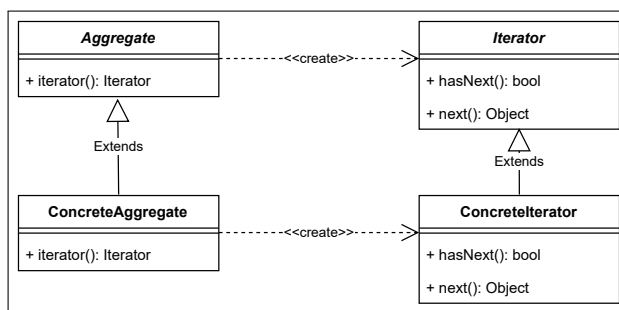 Aggregate
+ iterator(): Iterator
<<create>>
Iterator
+ hasNext(): bool
+ next(): Object
Extends
Extends
ConcreteAggregate
+ iterator(): Iterator
<<create>>
ConcreteIterator
+ hasNext(): bool
+ next(): Object